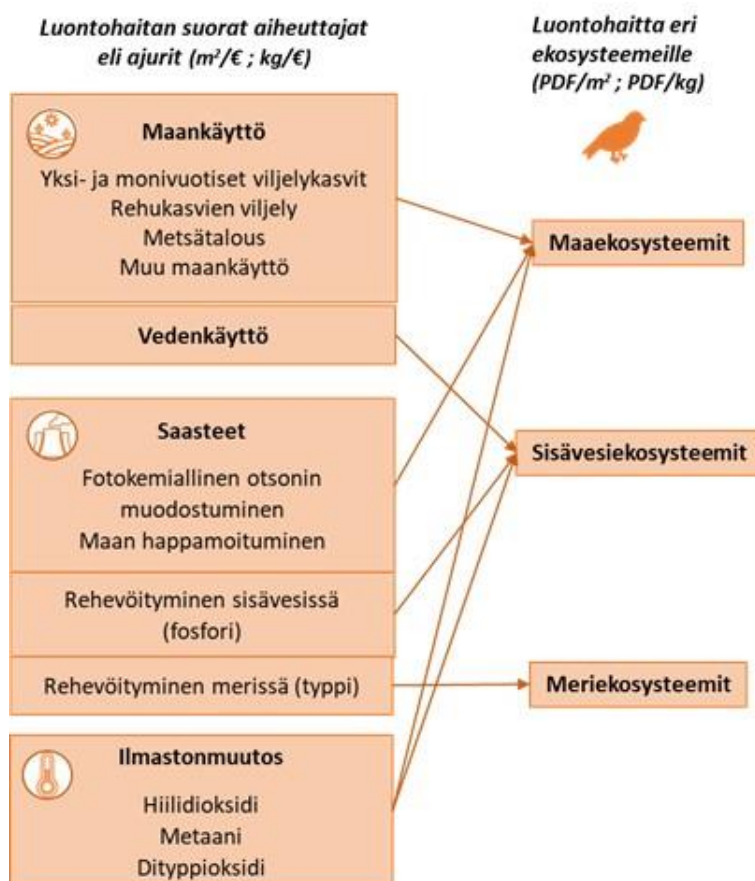 Luontohaitan suorat aiheuttajat
eli ajurit (m²/€ ; kg/€)
Luontohaitta eri
ekosysteemeille
(PDF/m² ; PDF/kg)
Maankäyttö
Yksi- ja monivuotiset viljelykasvit
Rehukasvien viljely
Metsätalous
Muu maankäyttö
Vedenkäyttö
Saasteet
Fotokemiallinen otsonin
muodostuminen
Maan happamoituminen
Rehevöityminen sisävesissä
(fosfori)
Rehevöityminen merissä (typpi)
Ilmastonmuutos
Hiilidioksidi
Metaani
Dityppioksidi
Maaekosysteemit
Sisävesiekosysteemit
Meriekosysteemit